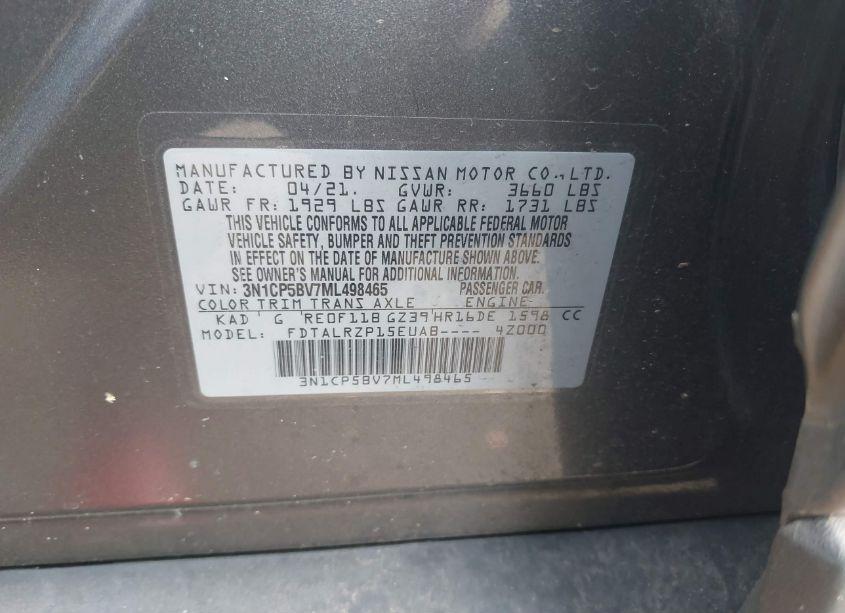 MANUFACTURED BY NISSAN MOTOR CO.,LTD.
DATE: 04/21. GVWR: 3660 LBS
GAWR FR: 1929 LBS GAWR RR: 1731 LBS
THIS VEHICLE CONFORMS TO ALL APPLICABLE FEDERAL MOTOR
VEHICLE SAFETY, BUMPER AND THEFT PREVENTION STANDARDS
IN EFFECT ON THE DATE OF MANUFACTURE SHOWN ABOVE.
SEE OWNER'S MANUAL FOR ADDITIONAL INFORMATION.
VIN: 3N1CP5BV7ML498465 PASSENGER CAR.
COLOR TRIM TRANS AXLE ENGINE
KAD G RE0F11B GZ39 HR16DE 1598 CC
MODEL: FDTALRZP15EUAB---- 4Z000
3N1CP5BV7ML498465